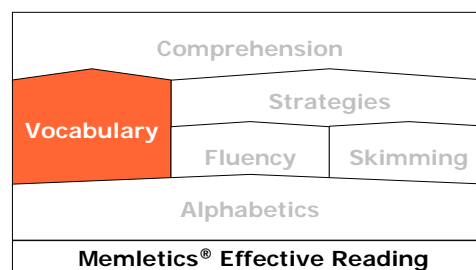 Comprehension
Strategies
Vocabulary
Fluency
Skimming
Alphabetics
Memletics® Effective Reading